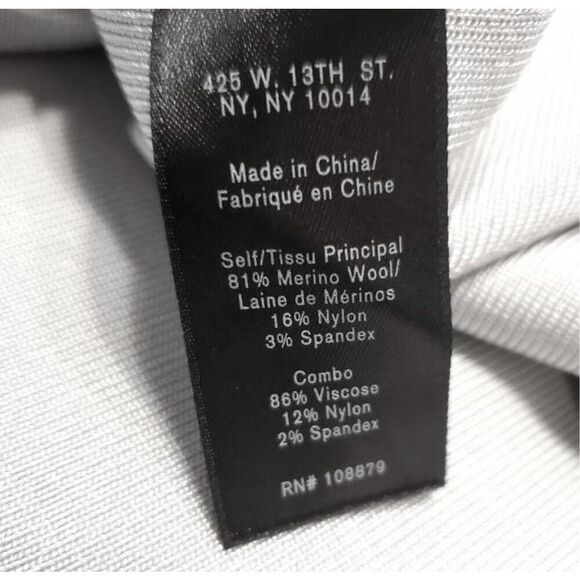 425 W. 13TH ST.
NY, NY 10014
Made in China/
Fabriqué en Chine
Self/Tissu Principal
81% Merino Wool/
Laine de Mérinos
16% Nylon
3% Spandex
Combo
86% Viscose
12% Nylon
2% Spandex
RN# 108879